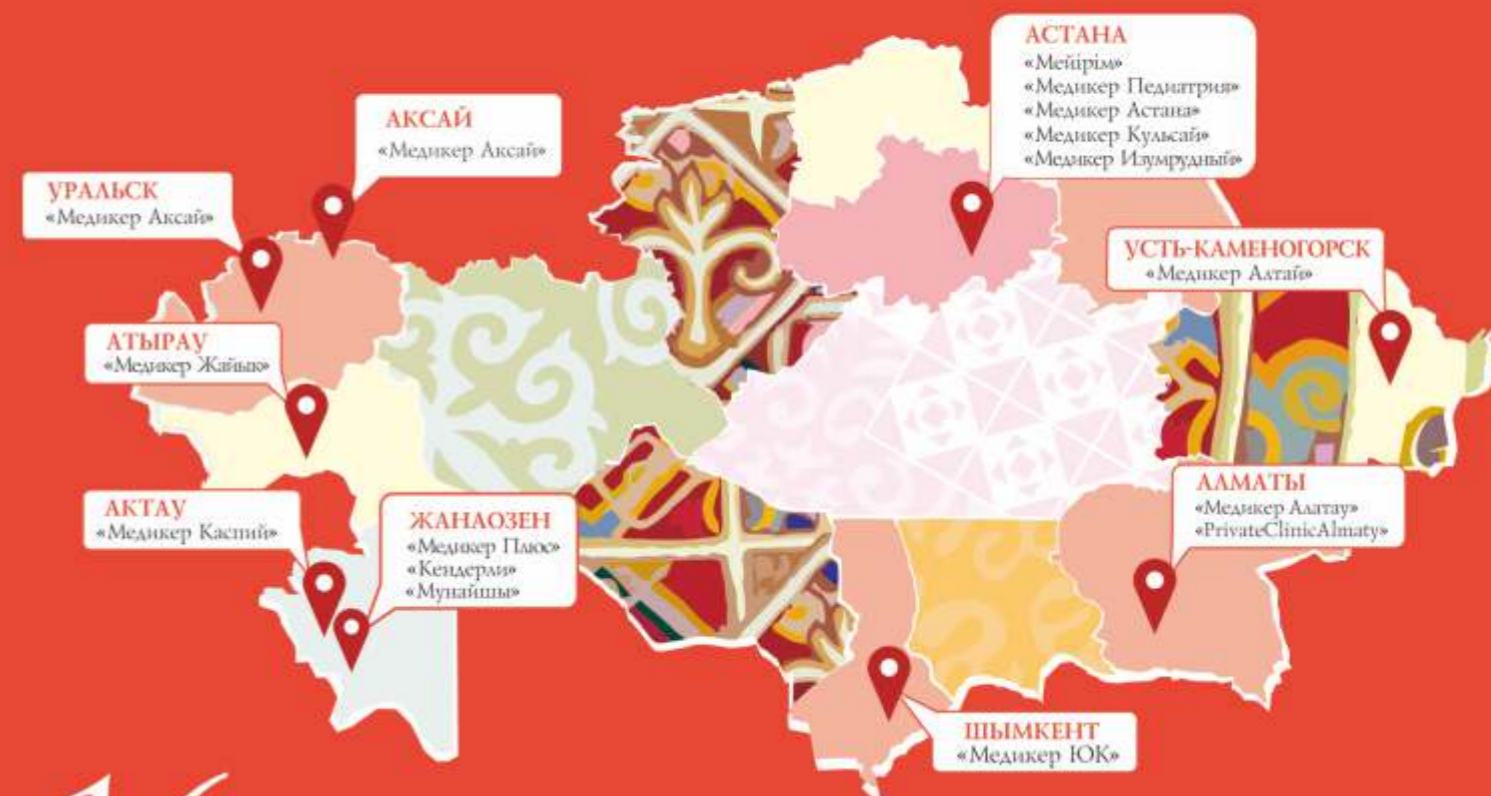 АСТАНА
«Мейірім»
«Медикер Педиатрия»
«Медикер Астана»
«Медикер Кульсай»
«Медикер Изумрудный»
АКСАЙ
«Медикер Аксай»
УРАЛЬСК
«Медикер Аксай»
УСТЬ-КАМЕНОГОРСК
«Медикер Алтай»
АТЫРАУ
«Медикер Жайык»
АКТАУ
«Медикер Каспий»
ЖАНАОЗЕН
«Медикер Плюс»
«Кендерли»
«Мунайшы»
АЛМАТЫ
«Медикер Алатау»
«PrivateClinicAlmaty»
ШЫМКЕНТ
«Медикер ЮК»